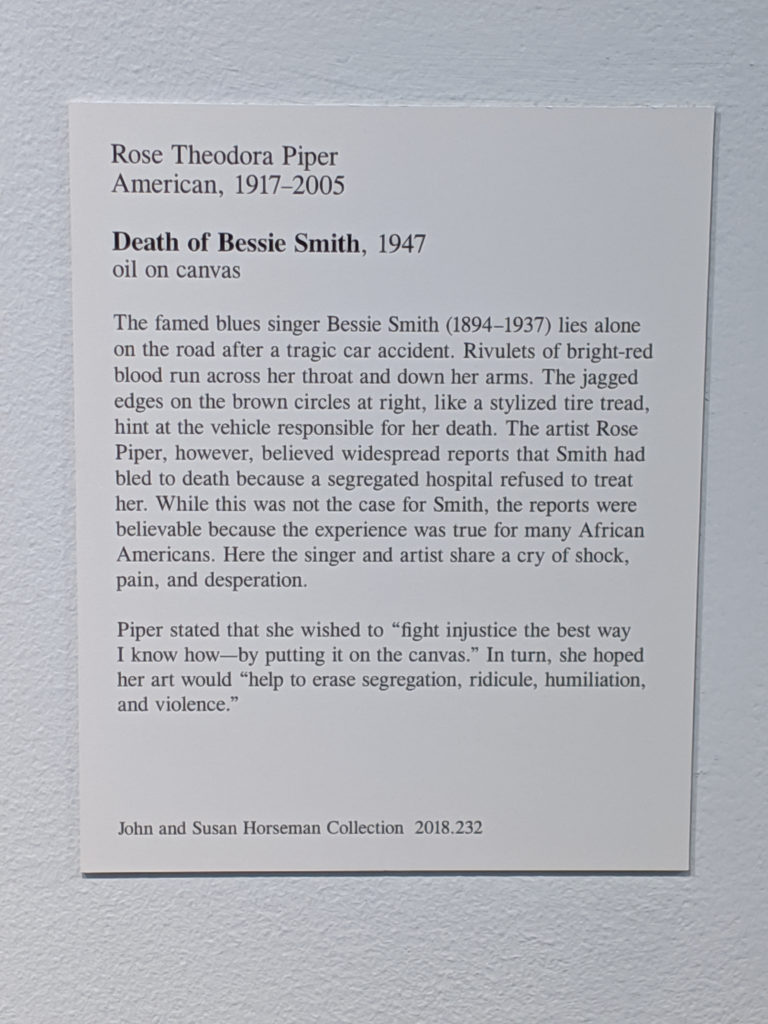 Rose Theodora Piper
American, 1917–2005
Death of Bessie Smith, 1947
oil on canvas
The famed blues singer Bessie Smith (1894–1937) lies alone
on the road after a tragic car accident. Rivulets of bright-red
blood run across her throat and down her arms. The jagged
edges on the brown circles at right, like a stylized tire tread,
hint at the vehicle responsible for her death. The artist Rose
Piper, however, believed widespread reports that Smith had
bled to death because a segregated hospital refused to treat
her. While this was not the case for Smith, the reports were
believable because the experience was true for many African
Americans. Here the singer and artist share a cry of shock,
pain, and desperation.
Piper stated that she wished to “fight injustice the best way
I know how—by putting it on the canvas.” In turn, she hoped
her art would “help to erase segregation, ridicule, humiliation,
and violence.”
John and Susan Horseman Collection 2018.232